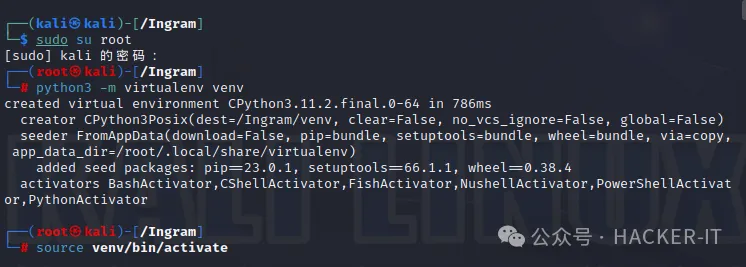 ┌──(kali㉿kali)-[/Ingram]
└─$ sudo su root
[sudo] kali 的密码：
┌──(root㉿kali)-[/Ingram]
└─# python3 -m virtualenv venv
created virtual environment CPython3.11.2.final.0-64 in 786ms
  creator CPython3Posix(dest=/Ingram/venv, clear=False, no_vcs_ignore=False, global=False)
  seeder FromAppData(download=False, pip=bundle, setuptools=bundle, wheel=bundle, via=copy,
 app_data_dir=/root/.local/share/virtualenv)
    added seed packages: pip==23.0.1, setuptools==66.1.1, wheel==0.38.4
  activators BashActivator,CShellActivator,FishActivator,NushellActivator,PowerShellActivat
or,PythonActivator
┌──(root㉿kali)-[/Ingram]
└─# source venv/bin/activate
公众号 · HACKER-IT
KALI LINUX